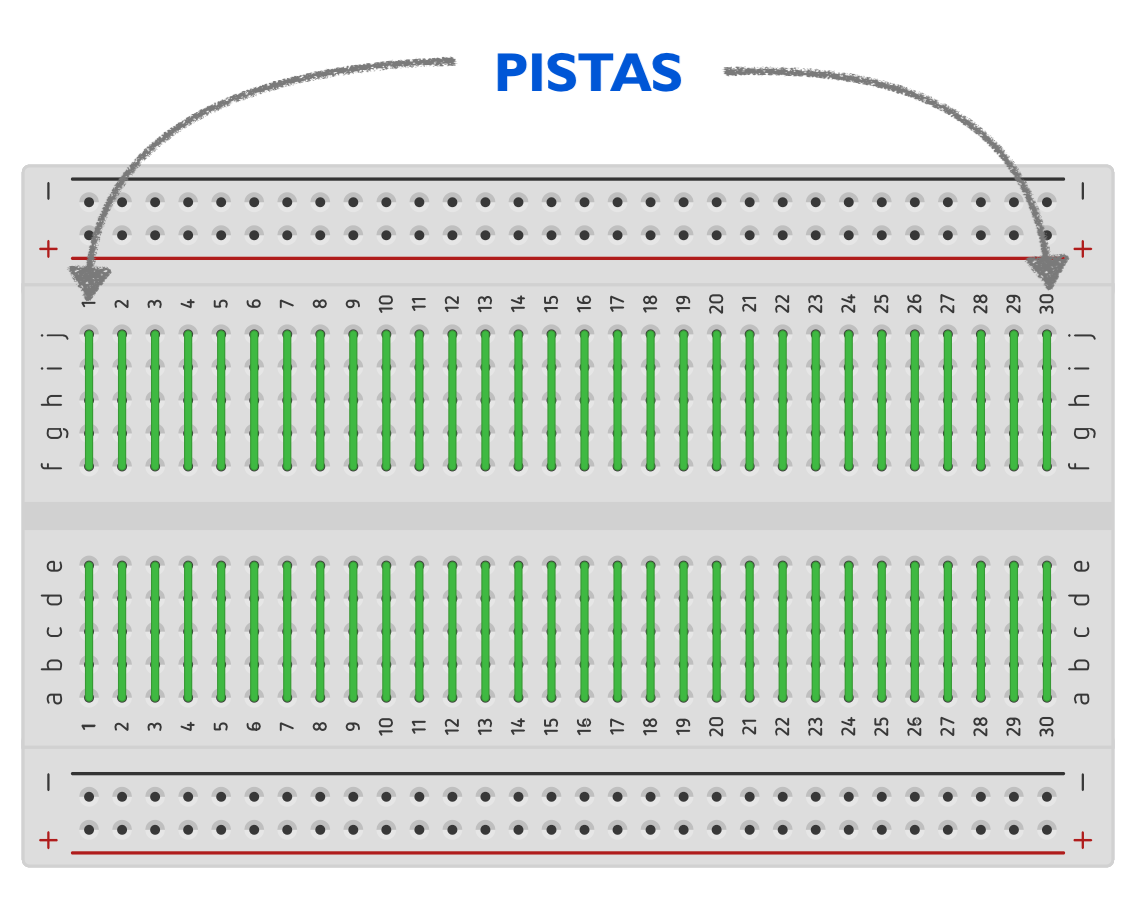 PISTAS
− −
+ +
1 2 3 4 5 6 7 8 9 10 11 12 13 14 15 16 17 18 19 20 21 22 23 24 25 26 27 28 29 30
j j
i i
h h
g g
f f
e e
d d
c c
b b
a a
1 2 3 4 5 6 7 8 9 10 11 12 13 14 15 16 17 18 19 20 21 22 23 24 25 26 27 28 29 30
− −
+ +